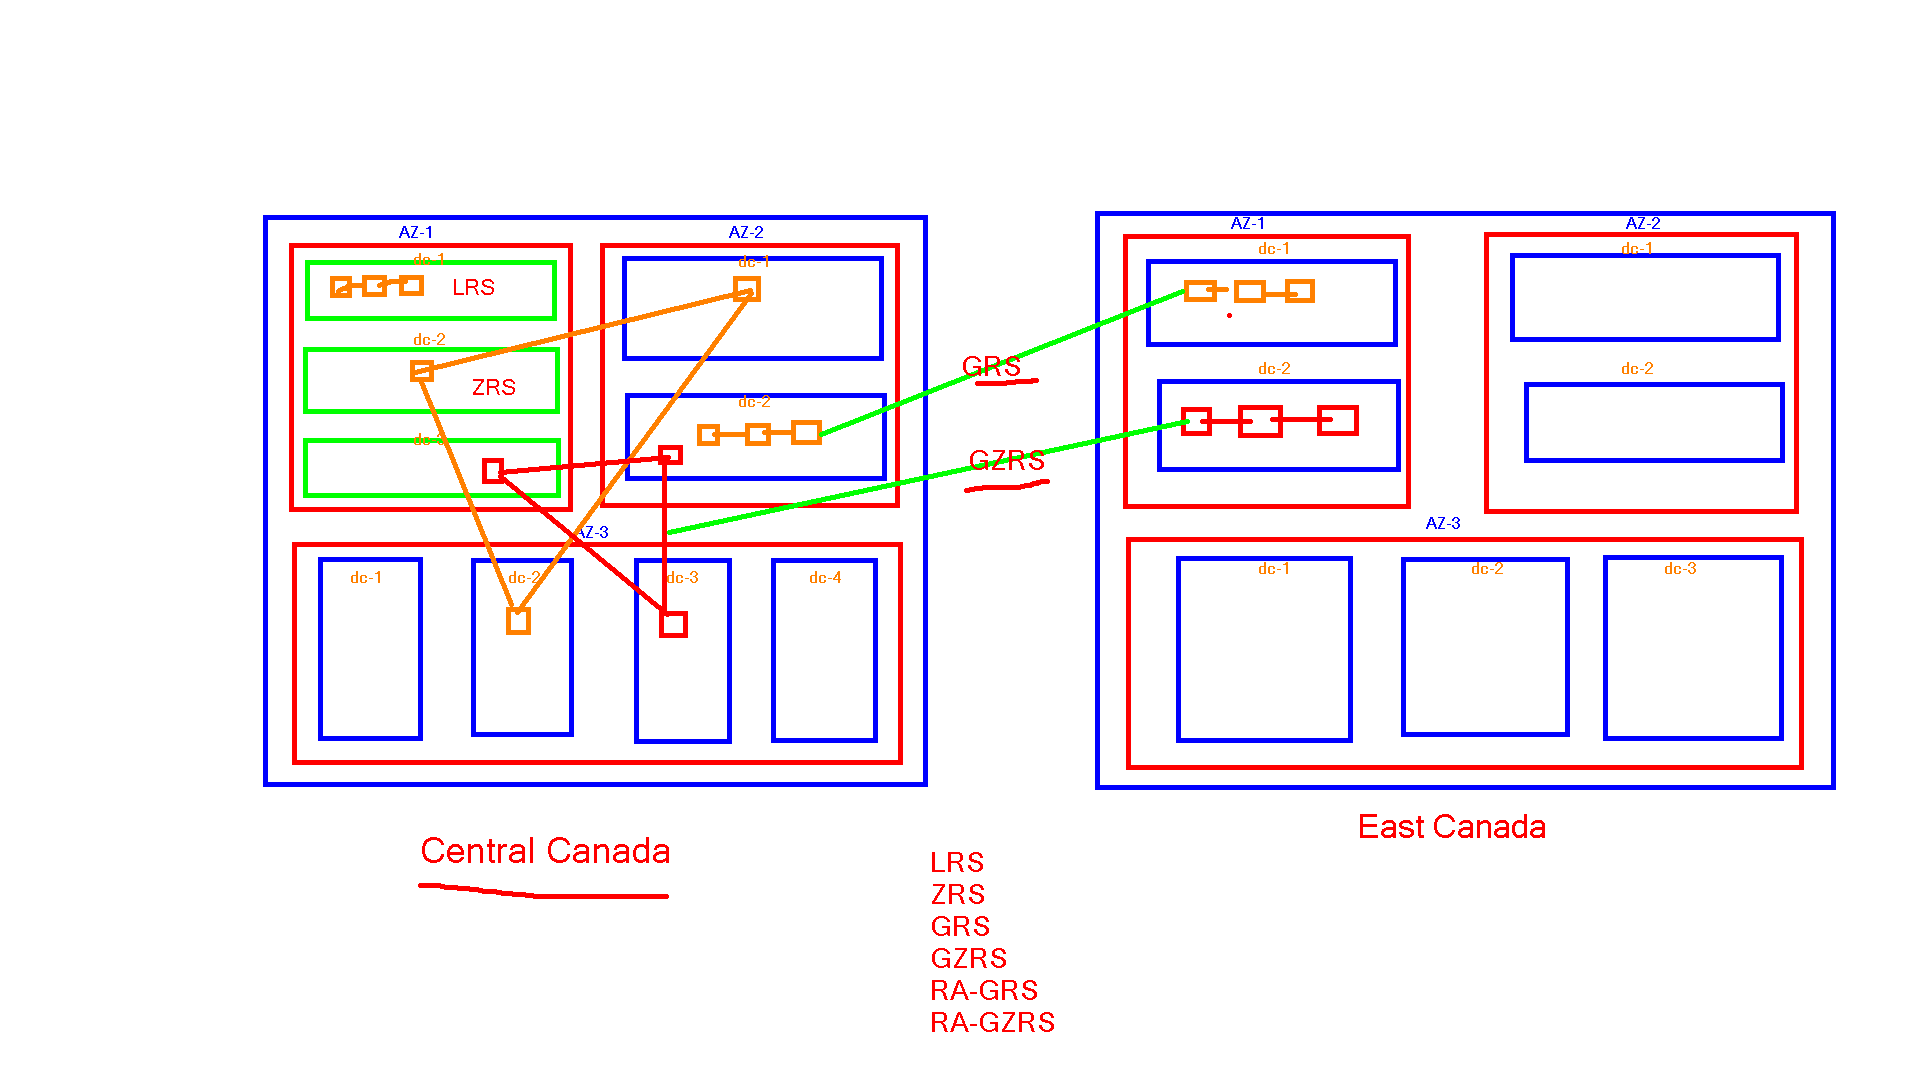 AZ-1
AZ-2
dc-1
LRS
dc-1
dc-2
ZRS
dc-2
AZ-3
dc-1
dc-2
dc-3
dc-4
Central Canada
GRS
GZRS
AZ-1
AZ-2
dc-1
dc-1
dc-2
dc-2
AZ-3
dc-1
dc-2
dc-3
East Canada
LRS
ZRS
GRS
GZRS
RA-GRS
RA-GZRS